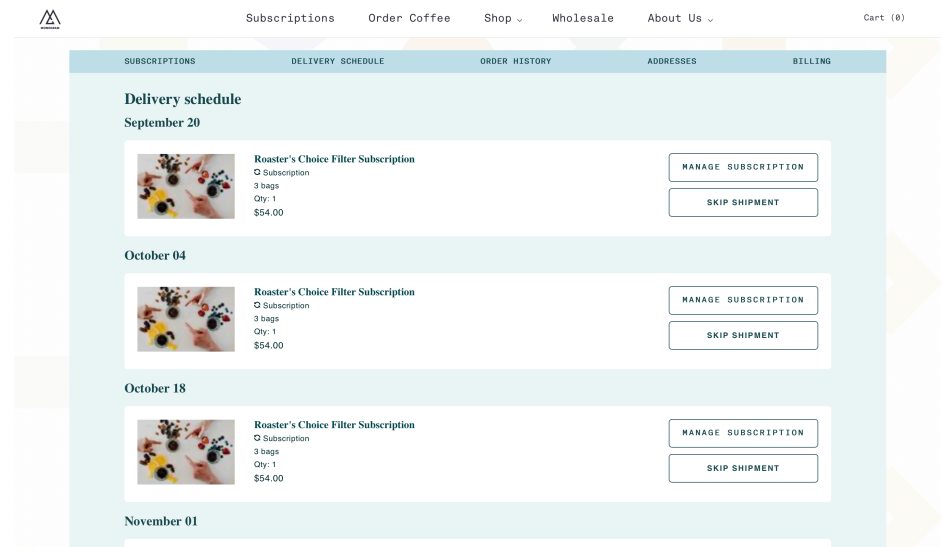 Subscriptions Order Coffee Shop Wholesale About Us Cart (0)
SUBSCRIPTIONS DELIVERY SCHEDULE ORDER HISTORY ADDRESSES BILLING
Delivery schedule
September 20
Roaster's Choice Filter Subscription
Subscription
3 bags
Qty: 1
$54.00
MANAGE SUBSCRIPTION
SKIP SHIPMENT
October 04
Roaster's Choice Filter Subscription
Subscription
3 bags
Qty: 1
$54.00
MANAGE SUBSCRIPTION
SKIP SHIPMENT
October 18
Roaster's Choice Filter Subscription
Subscription
3 bags
Qty: 1
$54.00
MANAGE SUBSCRIPTION
SKIP SHIPMENT
November 01